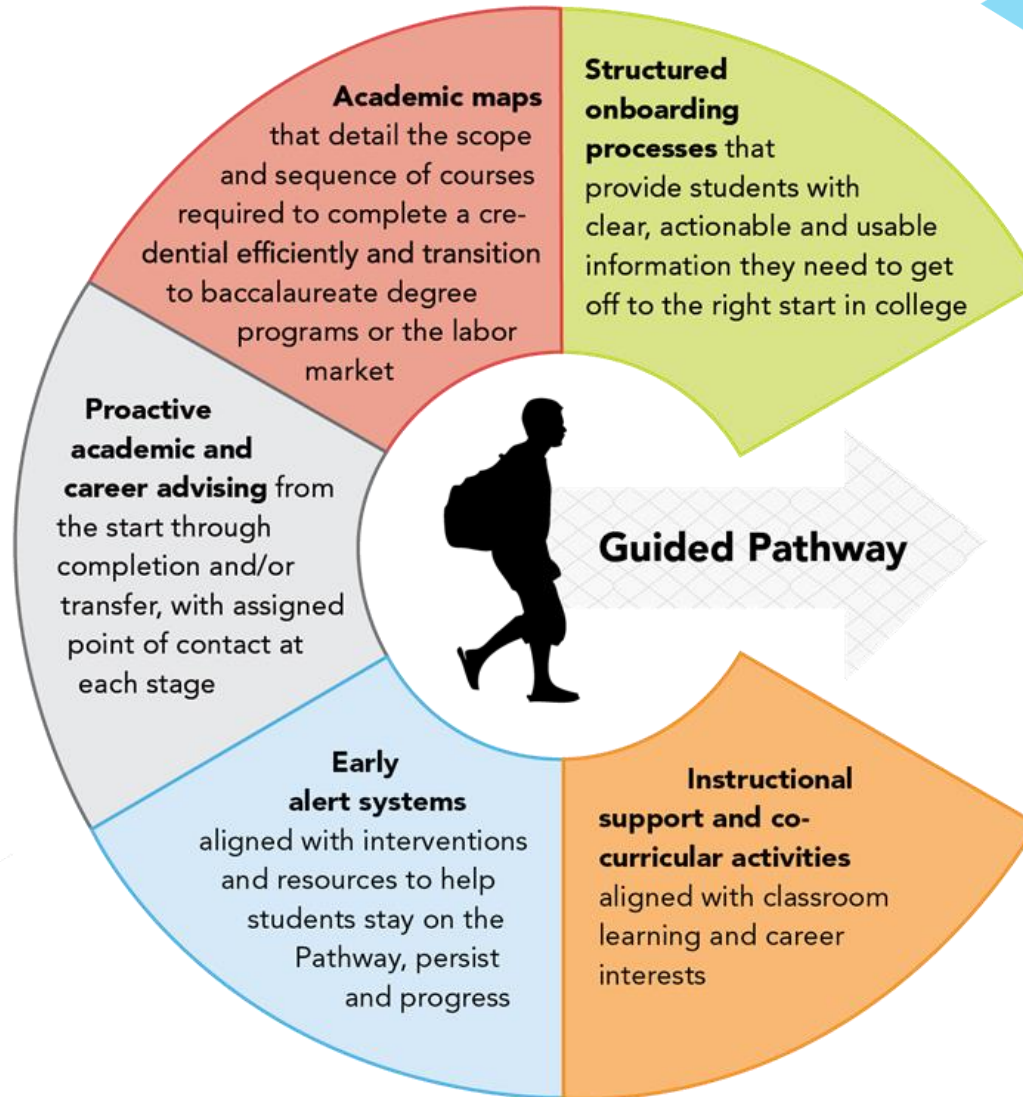 Academic maps
that detail the scope
and sequence of courses
required to complete a cre-
dential efficiently and transition
to baccalaureate degree
programs or the labor
market
Structured
onboarding
processes that
provide students with
clear, actionable and usable
information they need to get
off to the right start in college
Proactive
academic and
career advising from
the start through
completion and/or
transfer, with assigned
point of contact at
each stage
Guided Pathway
Early
alert systems
aligned with interventions
and resources to help
students stay on the
Pathway, persist
and progress
Instructional
support and co-
curricular activities
aligned with classroom
learning and career
interests